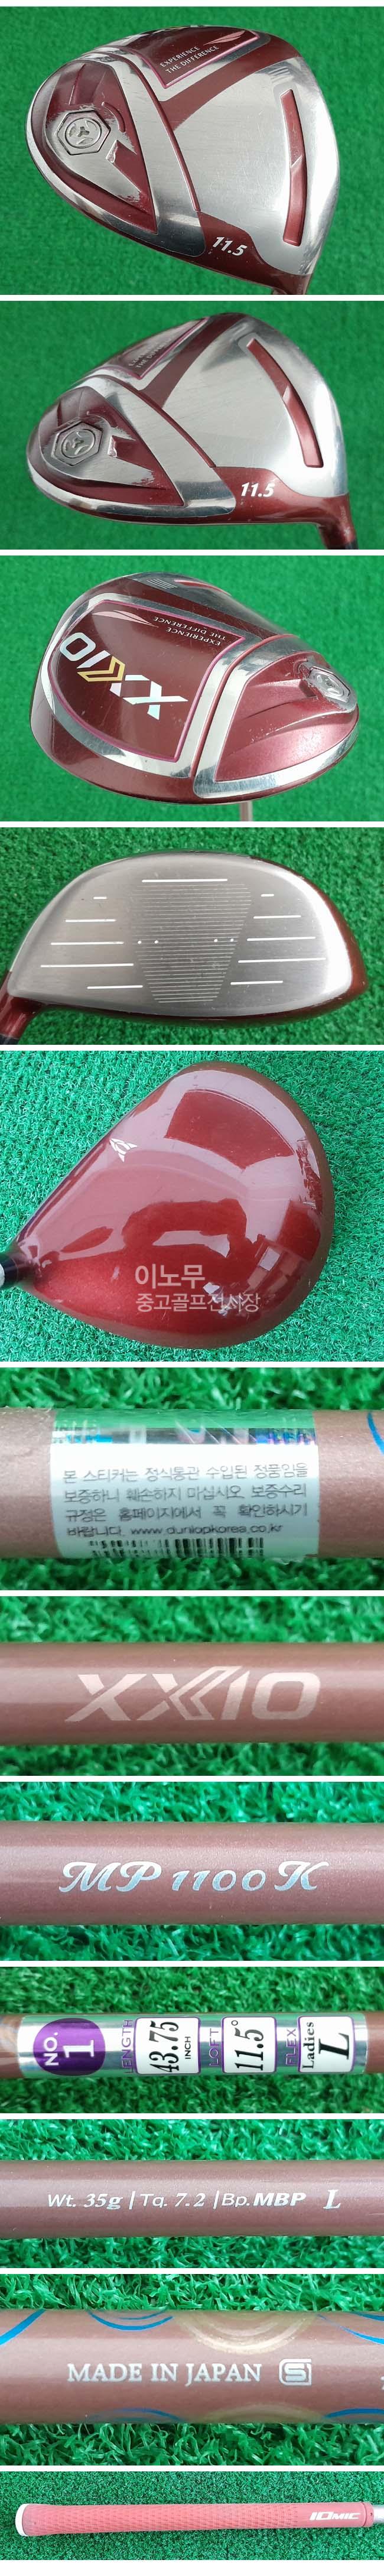 EXPERIENCE
THE DIFFERENCE
11.5
THE DIFFERENCE
11.5
EXPERIENCE
THE DIFFERENCE
XXIO
이노무
중고골프전시장
본 스티커는 정식통관 수입된 정품임을
보증하니 훼손하지 마십시오. 보증수리
규정은 홈페이지에서 꼭 확인하시기
바랍니다. www.dunlopkorea.co.kr
XXIO
MP 1100 K
NO. 1 LENGTH 43.75 INCH LOFT 11.5° FLEX Ladies L
Wt. 35g | Tq. 7.2 | Bp. MBP L
MADE IN JAPAN S
IOMIC